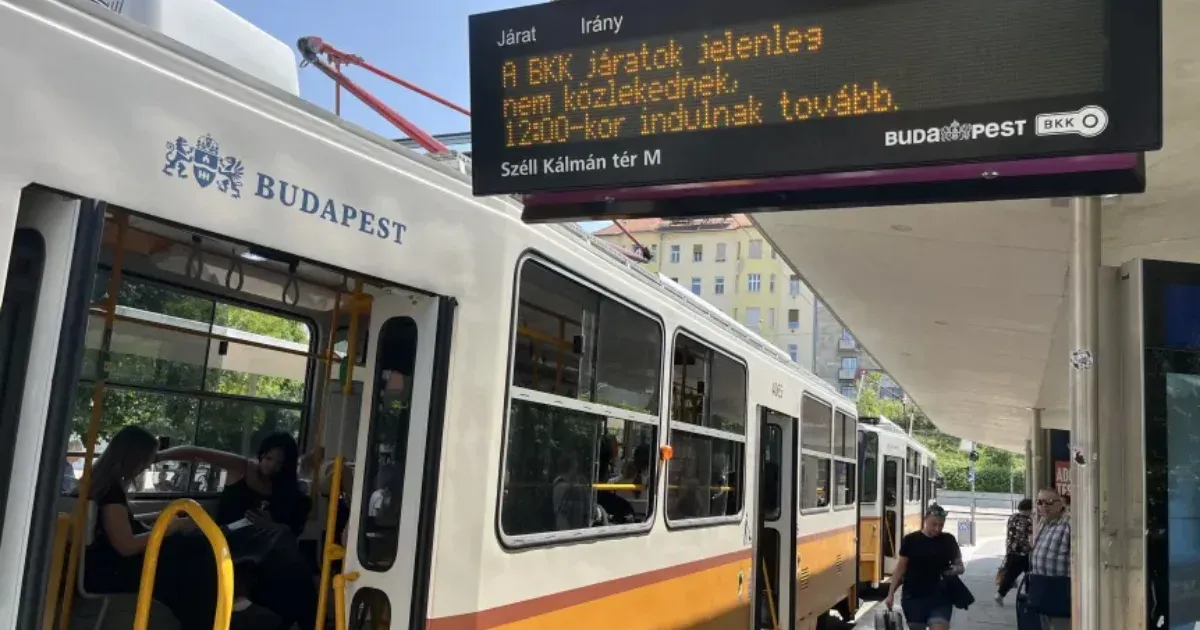 Járat Irány
A BKK járatok jelenleg
nem közlekednek,
12:00-kor indulnak tovább.
Széll Kálmán tér M
BUDAPEST BKK
BUDAPEST